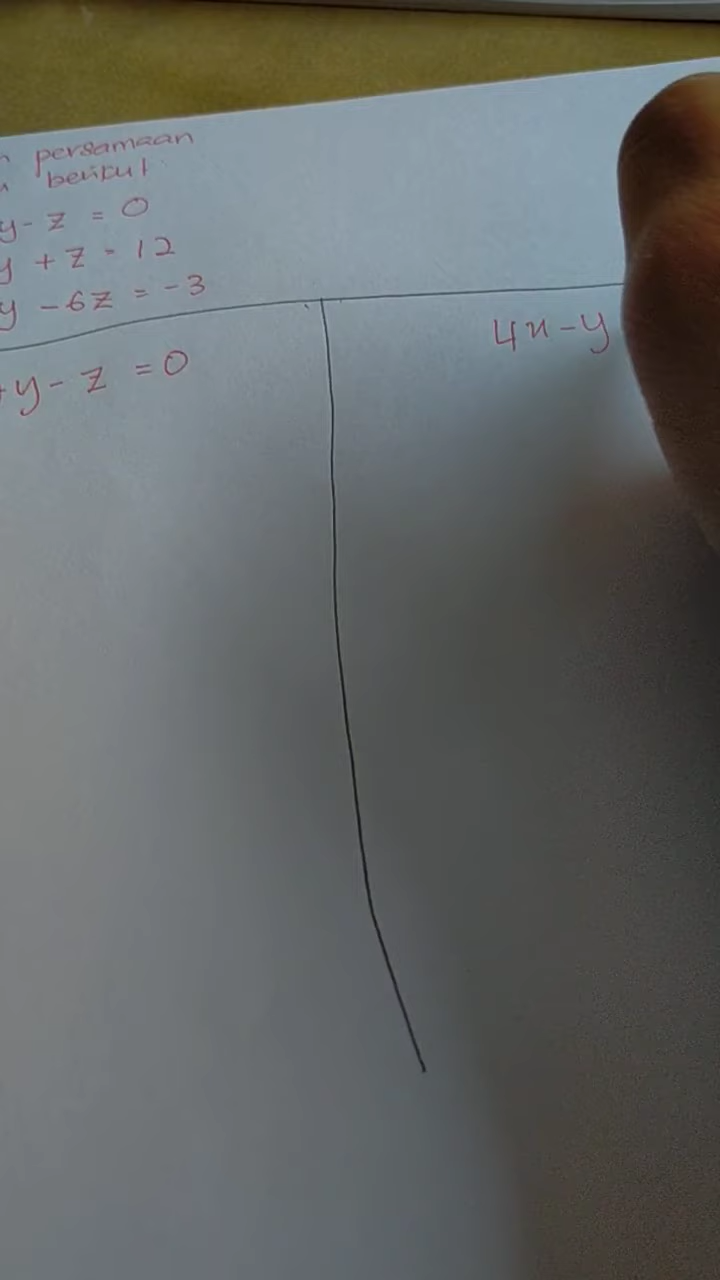 persamaan
berikut
y - z = 0
y + z = 12
y - 6z = -3
+y - z = 0
4x - y